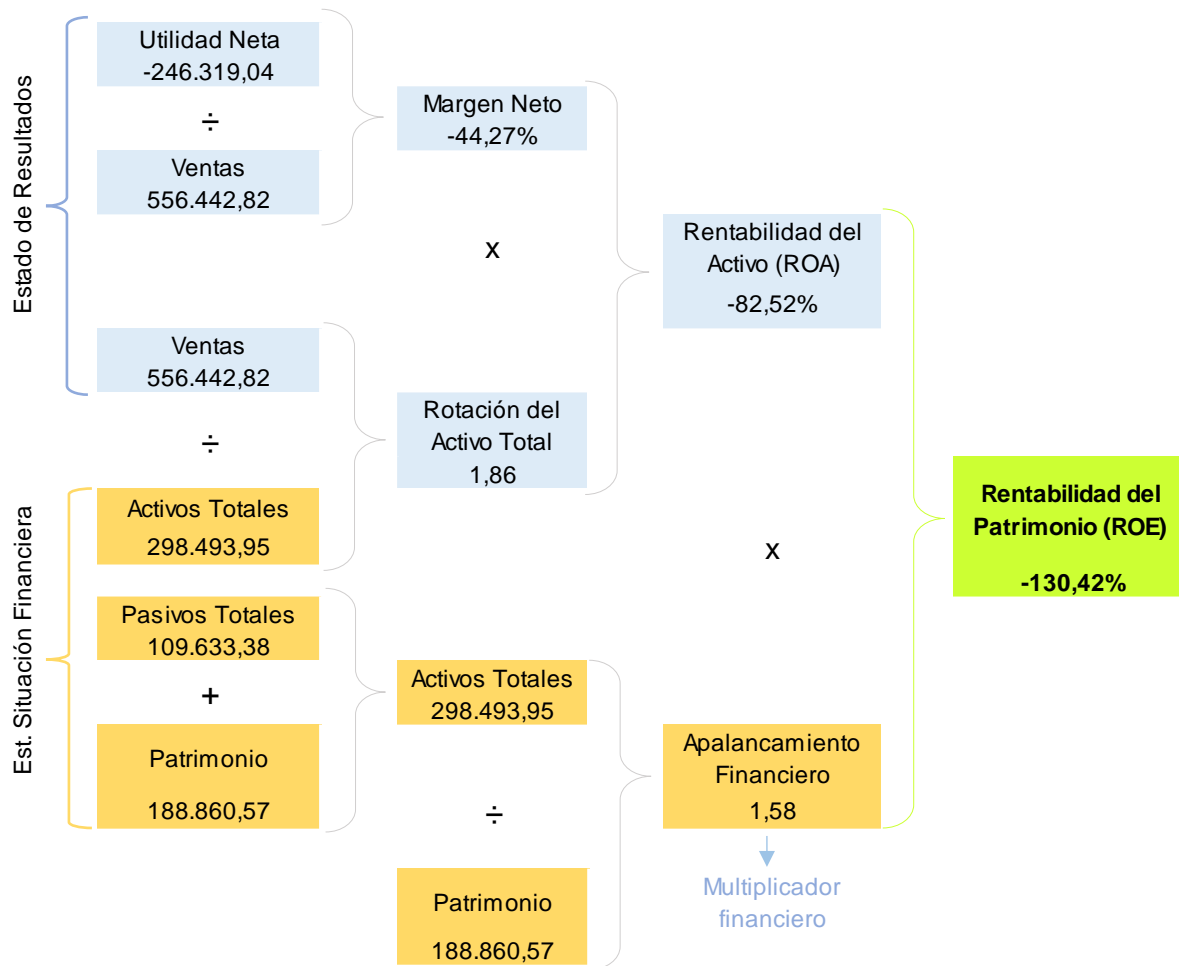 Estado de Resultados
Utilidad Neta
-246.319,04
÷
Ventas
556.442,82
Margen Neto
-44,27%
x
Ventas
556.442,82
÷
Activos Totales
298.493,95
Rotación del
Activo Total
1,86
Rentabilidad del
Activo (ROA)
-82,52%
x
Est. Situación Financiera
Pasivos Totales
109.633,38
+
Patrimonio
188.860,57
Activos Totales
298.493,95
÷
Patrimonio
188.860,57
Apalancamiento
Financiero
1,58
Multiplicador
financiero
Rentabilidad del
Patrimonio (ROE)
-130,42%